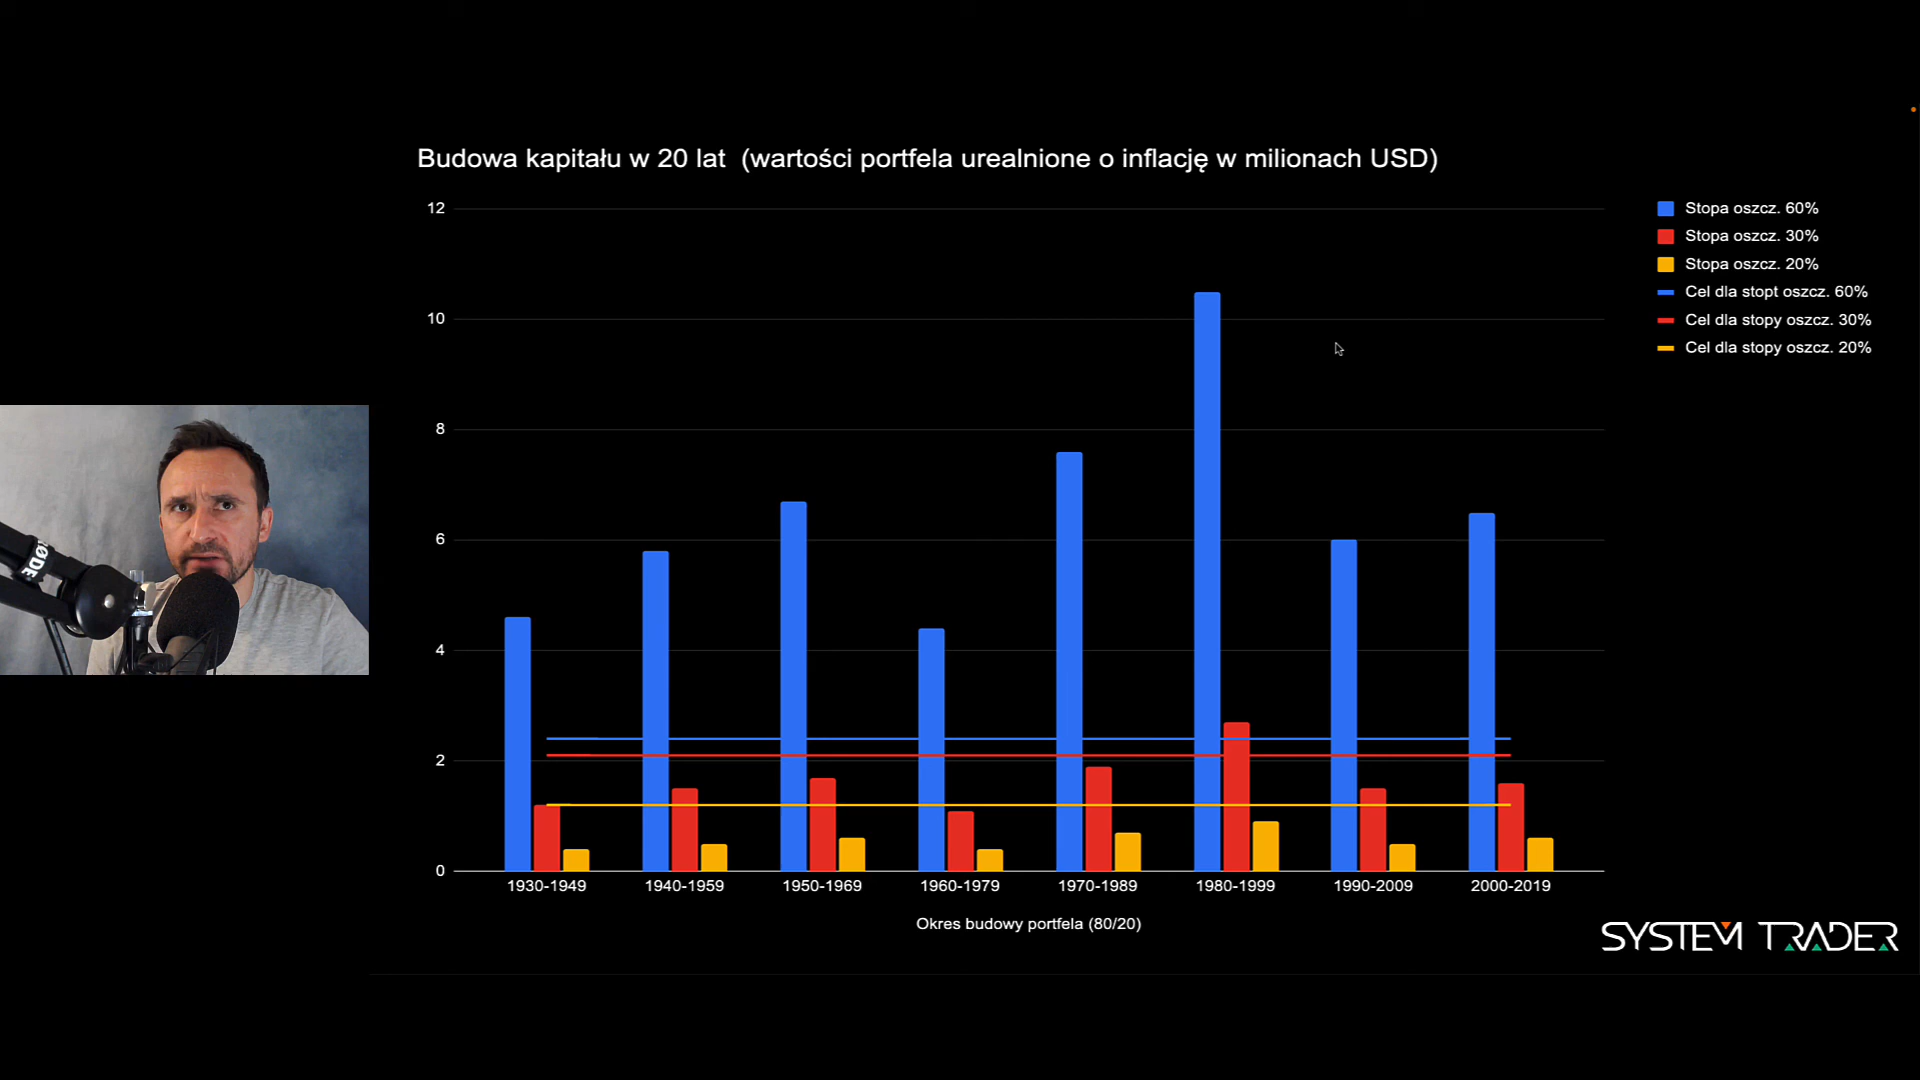 Budowa kapitału w 20 lat (wartości portfela urealnione o inflację w milionach USD)
12
10
8
6
4
2
0
1930-1949 1940-1959 1950-1969 1960-1979 1970-1989 1980-1999 1990-2009 2000-2019
Okres budowy portfela (80/20)
Stopa oszcz. 60%
Stopa oszcz. 30%
Stopa oszcz. 20%
Cel dla stopt oszcz. 60%
Cel dla stopy oszcz. 30%
Cel dla stopy oszcz. 20%
RØDE
SYSTEM TRADER